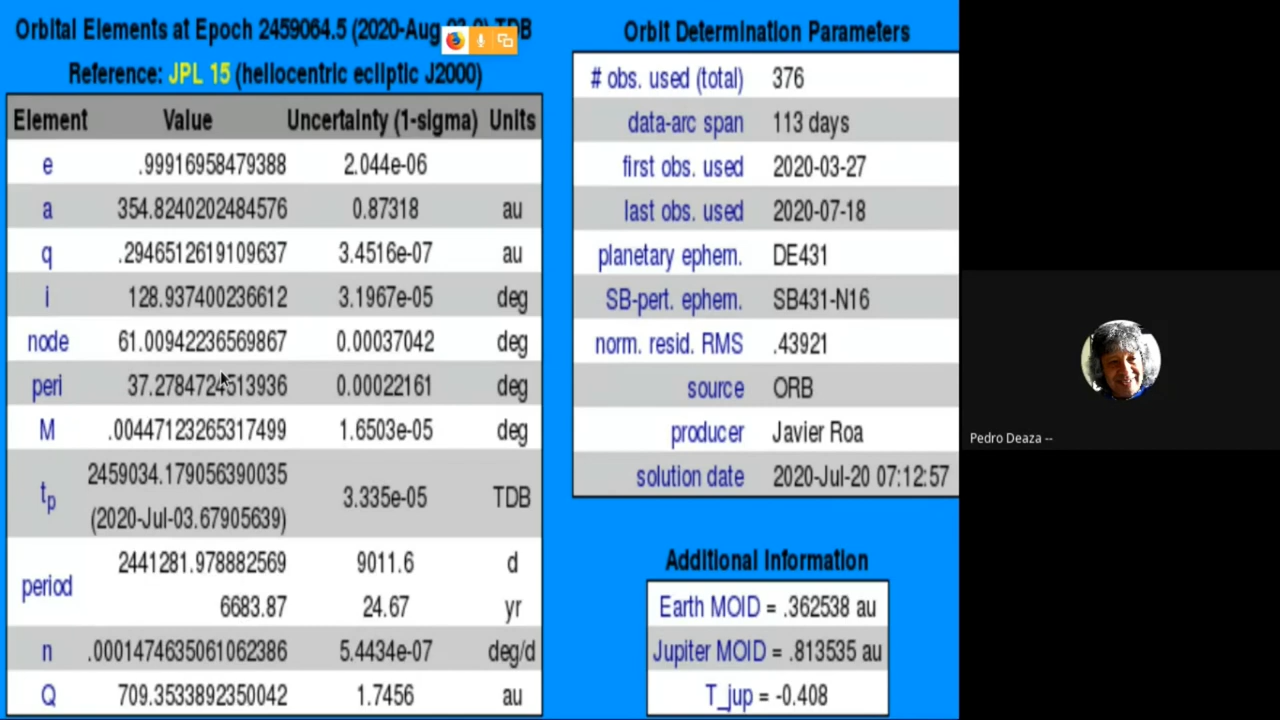 Orbital Elements at Epoch 2459064.5 (2020-Aug TDB
Reference: JPL 15 (heliocentric ecliptic J2000)
Element Value Uncertainty (1-sigma) Units
e .99916958479388 2.044e-06
a 354.8240202484576 0.87318 au
q .2946512619109637 3.4516e-07 au
i 128.937400236612 3.1967e-05 deg
node 61.00942236569867 0.00037042 deg
peri 37.2784724513936 0.00022161 deg
M .00447123265317499 1.6503e-05 deg
tp 2459034.179056390035
(2020-Jul-03.67905639) 3.335e-05 TDB
period 2441281.978882569 9011.6 d
6683.87 24.67 yr
n .0001474635061062386 5.4434e-07 deg/d
Q 709.3533892350042 1.7456 au
Orbit Determination Parameters
# obs. used (total) 376
data-arc span 113 days
first obs. used 2020-03-27
last obs. used 2020-07-18
planetary ephem. DE431
SB-pert. ephem. SB431-N16
norm. resid. RMS .43921
source ORB
producer Javier Roa
solution date 2020-Jul-20 07:12:57
Additional Information
Earth MOID = .362538 au
Jupiter MOID = .813535 au
T_jup = -0.408
Pedro Deaza --